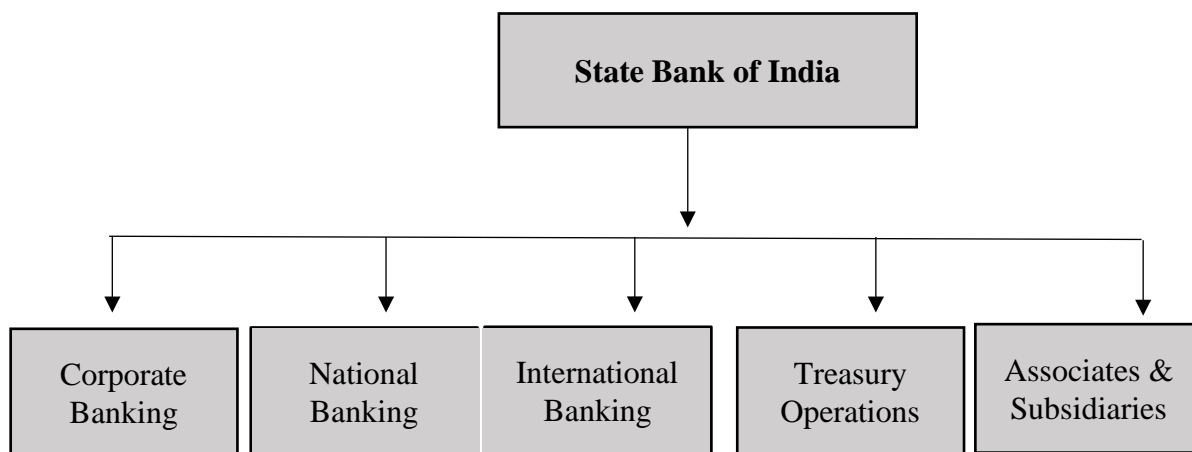 State Bank of India
Corporate
Banking
National
Banking
International
Banking
Treasury
Operations
Associates &
Subsidiaries